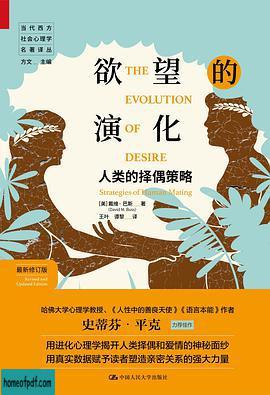 当代西方
社会心理学
名著译丛
方文 主编
欲望的
演化
THE
EVOLUTION
OF
DESIRE
人类的择偶策略
Strategies of Human Mating
[美] 戴维·巴斯 著
(David M. Buss)
王叶 谭黎 译
最新修订版
Revised and
Updated Edition
哈佛大学心理学教授、《人性中的善良天使》《语言本能》作者
史蒂芬·平克 力荐佳作
用进化心理学揭开人类择偶和爱情的神秘面纱
用真实数据赋予读者塑造亲密关系的强大力量
homeofpdf.com
中国人民大学出版社